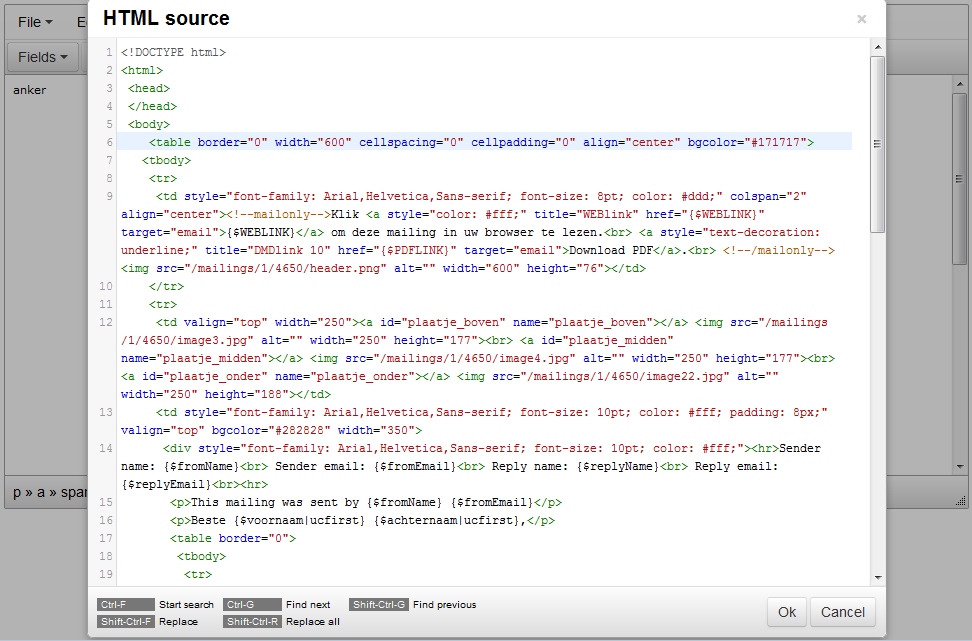 File
HTML source
×
Fields
anker
1 <!DOCTYPE html>
2 <html>
3 <head>
4 </head>
5 <body>
6 <table border="0" width="600" cellspacing="0" cellpadding="0" align="center" bgcolor="#171717">
7 <tbody>
8 <tr>
9 <td style="font-family: Arial,Helvetica,Sans-serif; font-size: 8pt; color: #ddd;" colspan="2"
align="center"><!--mailonly-->Klik <a style="color: #fff;" title="WEBlink" href="{$WEBLINK}"
target="email">{$WEBLINK}</a> om deze mailing in uw browser te lezen.<br> <a style="text-decoration:
underline;" title="DMDlink 10" href="{$PDFLINK}" target="email">Download PDF</a>.<br> <!--/mailonly-->
<img src="/mailings/1/4650/header.png" alt="" width="600" height="76"></td>
10 </tr>
11 <tr>
12 <td valign="top" width="250"><a id="plaatje_boven" name="plaatje_boven"></a> <img src="/mailings
/1/4650/image3.jpg" alt="" width="250" height="177"><br> <a id="plaatje_midden"
name="plaatje_midden"></a> <img src="/mailings/1/4650/image4.jpg" alt="" width="250" height="177"><br>
<a id="plaatje_onder" name="plaatje_onder"></a> <img src="/mailings/1/4650/image22.jpg" alt=""
width="250" height="188"></td>
13 <td style="font-family: Arial,Helvetica,Sans-serif; font-size: 10pt; color: #fff; padding: 8px;"
valign="top" bgcolor="#282828" width="350">
14 <div style="font-family: Arial,Helvetica,Sans-serif; font-size: 10pt; color: #fff;"><hr>Sender
name: {$fromName}<br> Sender email: {$fromEmail}<br> Reply name: {$replyName}<br> Reply email:
{$replyEmail}<br><hr>
15 <p>This mailing was sent by {$fromName} {$fromEmail}</p>
16 <p>Beste {$voornaam|ucfirst} {$achternaam|ucfirst},</p>
17 <table border="0">
18 <tbody>
19 <tr>
p » a » spa
Ctrl-F Start search Ctrl-G Find next Shift-Ctrl-G Find previous
Shift-Ctrl-F Replace Shift-Ctrl-R Replace all
Ok Cancel